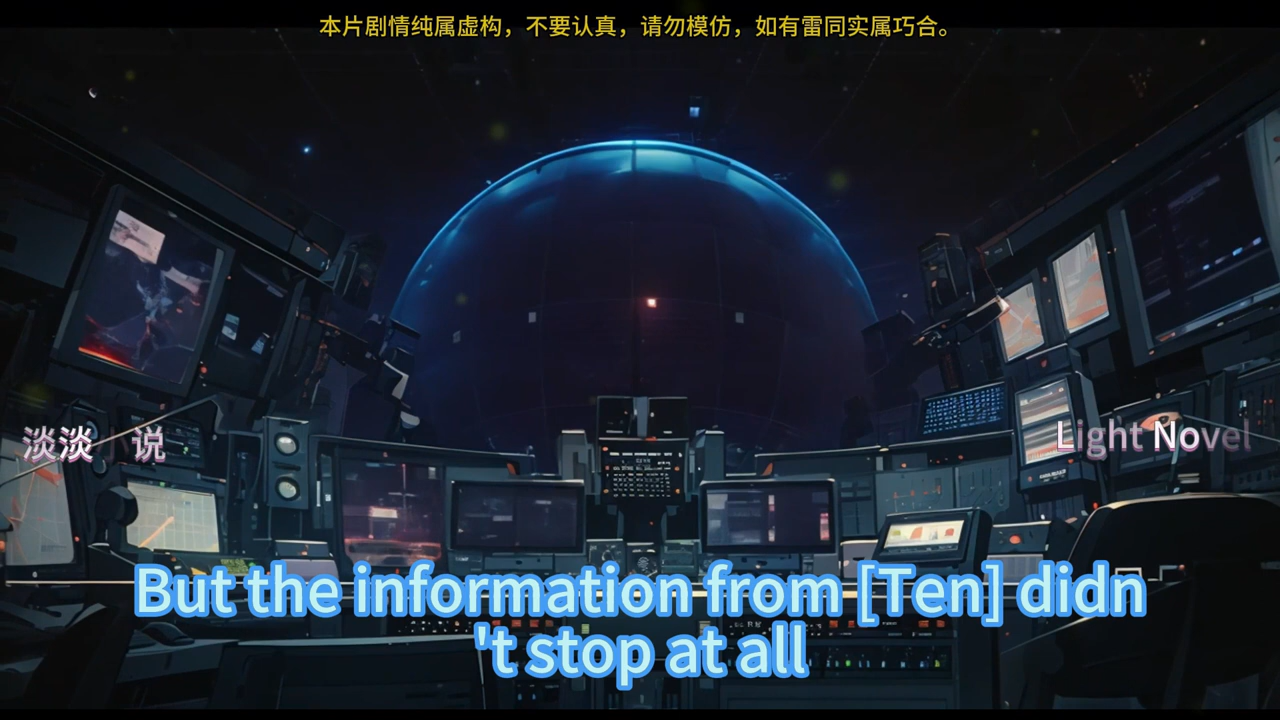 本片剧情纯属虚构，不要认真，请勿模仿，如有雷同实属巧合。
淡淡小说
Light Novel
But the information from [Ten] didn
't stop at all